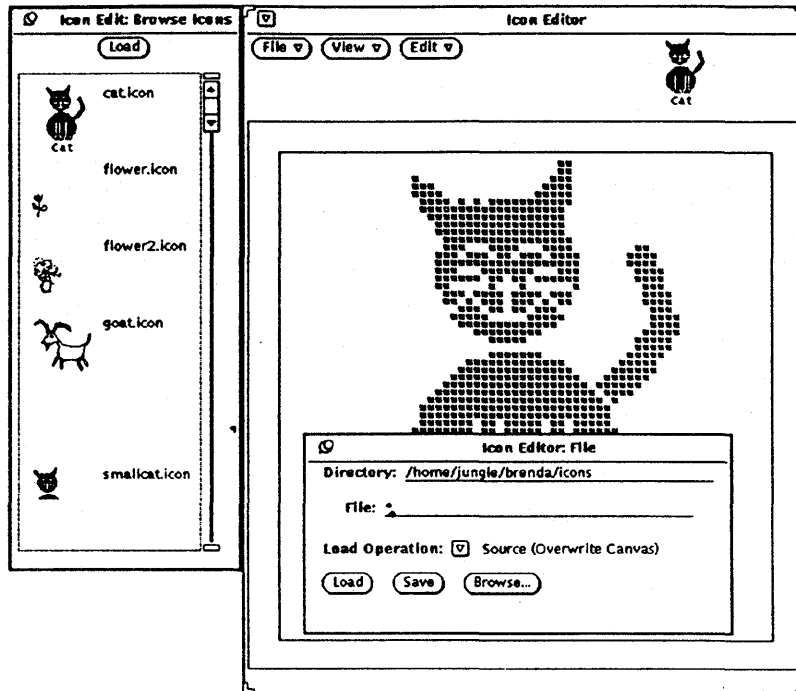 Icon Edit: Browse Icons
Load
cat.icon
Cat
flower.icon
flower2.icon
goat.icon
smallcat.icon
Icon Editor
File View Edit
Cat
Icon Editor: File
Directory: /home/jungle/brenda/icons
File:
Load Operation: Source (Overwrite Canvas)
Load Save Browse...